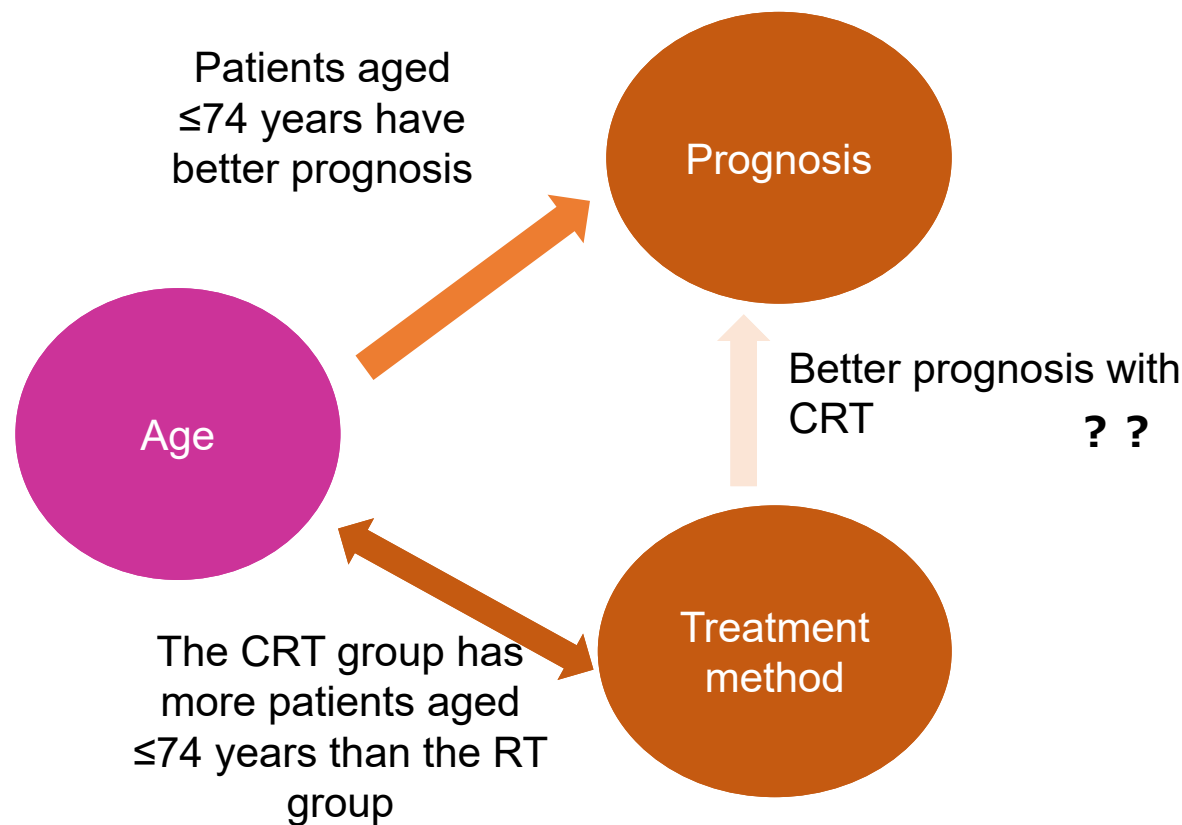 Patients aged
≤74 years have
better prognosis
Prognosis
Age
Better prognosis with
CRT
? ?
The CRT group has
more patients aged
≤74 years than the RT
group
Treatment
method